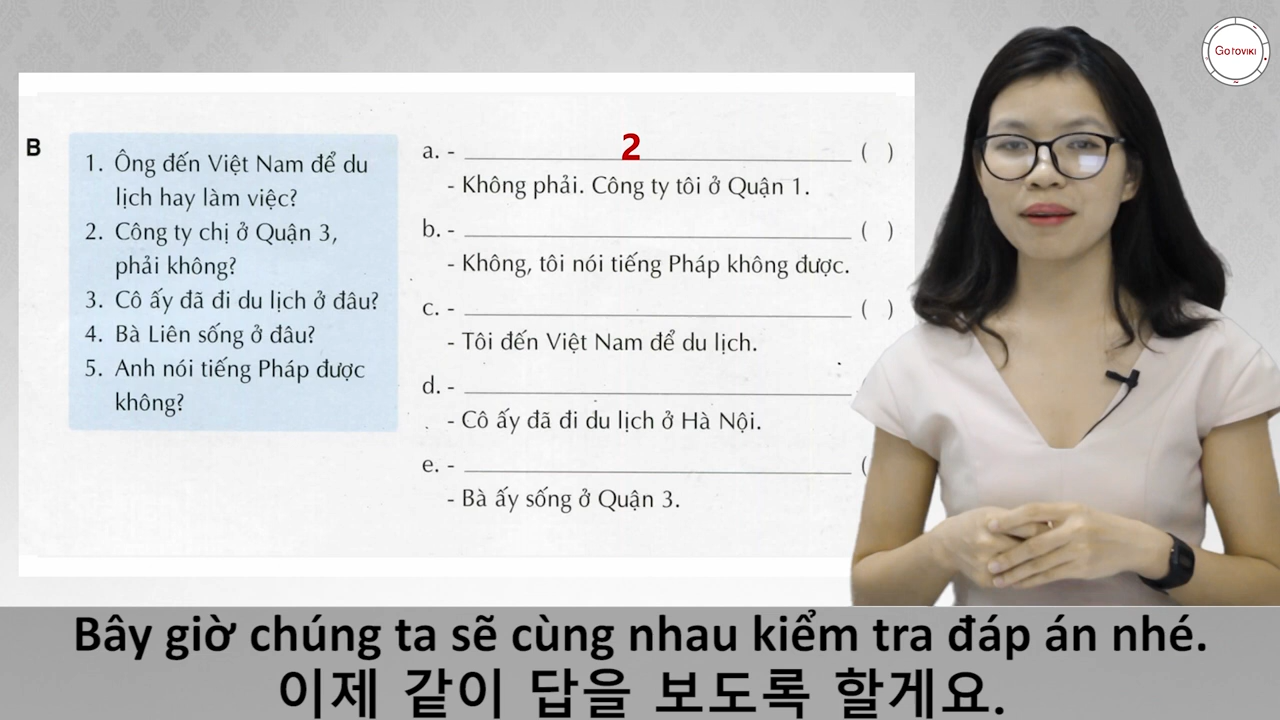 GOTOVIKI
B
1. Ông đến Việt Nam để du
lịch hay làm việc?
2. Công ty chị ở Quận 3,
phải không?
3. Cô ấy đã đi du lịch ở đâu?
4. Bà Liên sống ở đâu?
5. Anh nói tiếng Pháp được
không?
a. - 2 ( )
- Không phải. Công ty tôi ở Quận 1.
b. - ( )
- Không, tôi nói tiếng Pháp không được.
c. - ( )
- Tôi đến Việt Nam để du lịch.
d. -
- Cô ấy đã đi du lịch ở Hà Nội.
e. - (
- Bà ấy sống ở Quận 3.
Bây giờ chúng ta sẽ cùng nhau kiểm tra đáp án nhé.
이제 같이 답을 보도록 할게요.